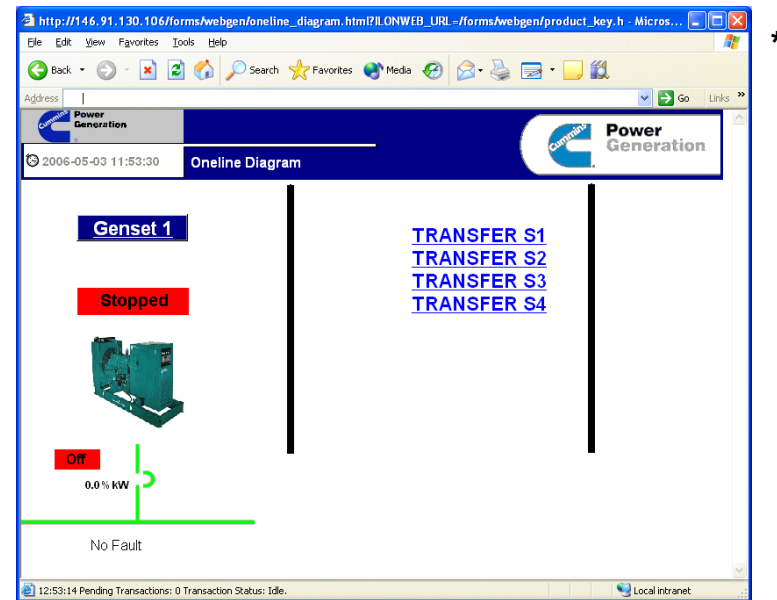 http://146.91.130.106/forms/webgen/oneline_diagram.html?ILONWEB_URL=/forms/webgen/product_key.h - Micros...
*
File Edit View Favorites Tools Help
Back Search Favorites Media
Address Go Links »
Cummins Power Generation
Cummins Power Generation
2006-05-03 11:53:30 Oneline Diagram
Genset 1
TRANSFER S1
TRANSFER S2
TRANSFER S3
TRANSFER S4
Stopped
Off
0.0 % kW
No Fault
12:53:14 Pending Transactions: 0 Transaction Status: Idle. Local intranet